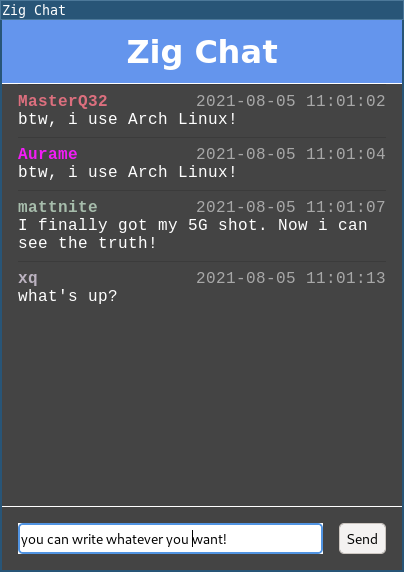 Zig Chat
Zig Chat
MasterQ32 2021-08-05 11:01:02
btw, i use Arch Linux!
Aurame 2021-08-05 11:01:04
btw, i use Arch Linux!
mattnite 2021-08-05 11:01:07
I finally got my 5G shot. Now i can
see the truth!
xq 2021-08-05 11:01:13
what's up?
you can write whatever you want! Send